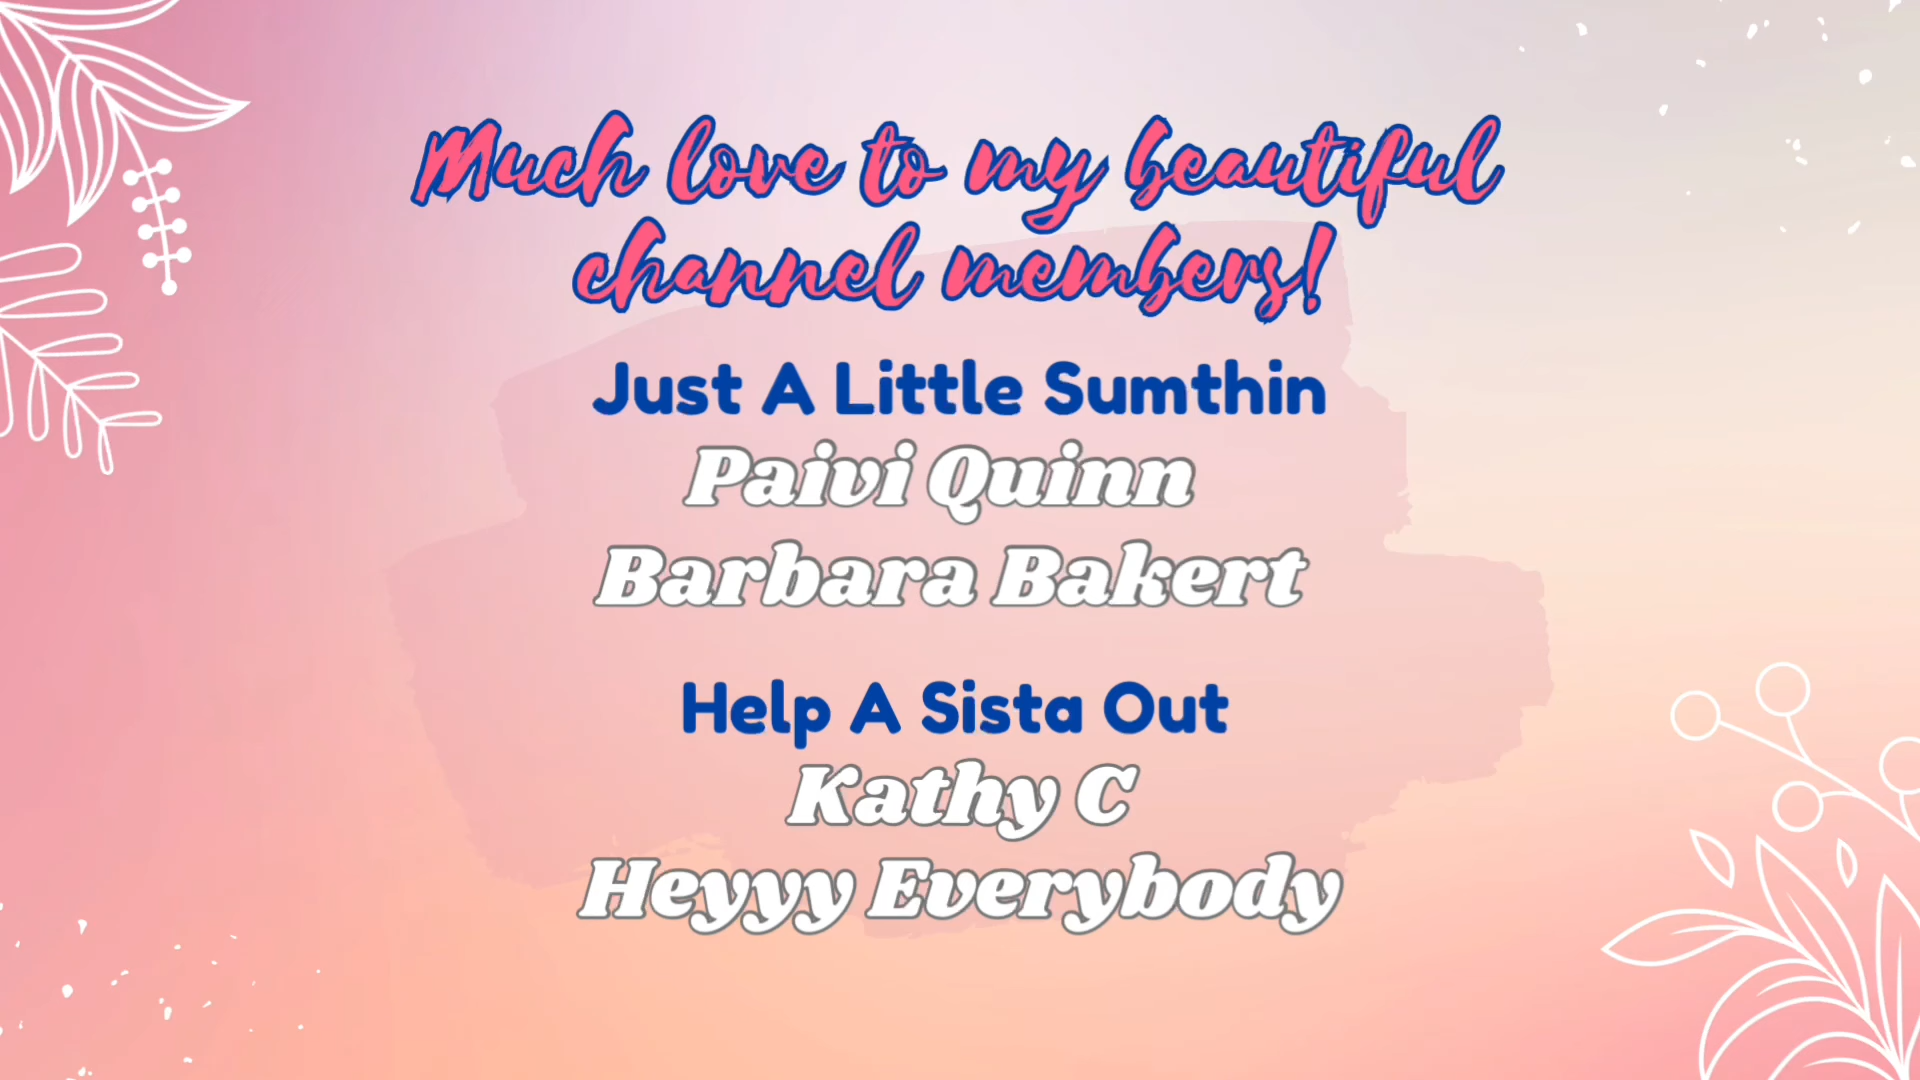 Much love to my beautiful
channel members!
Just A Little Sumthin
Paivi Quinn
Barbara Bakert
Help A Sista Out
Kathy C
Heyyy Everybody